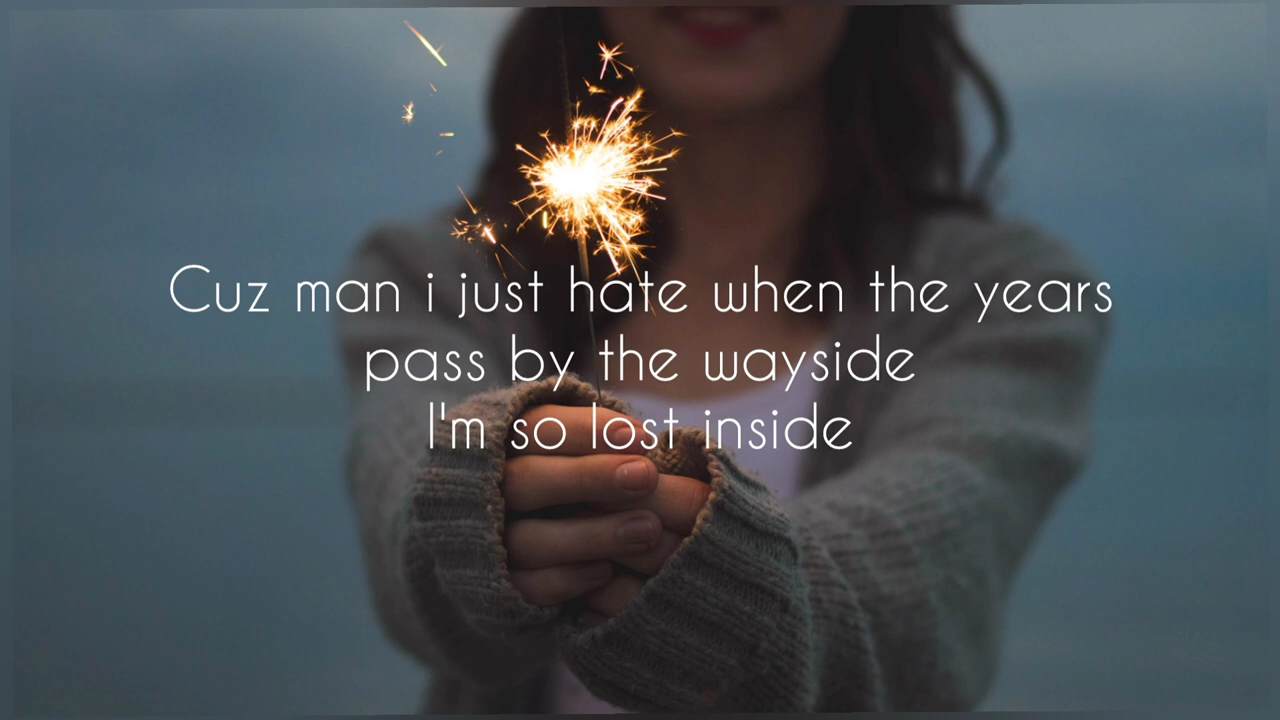 Cuz man i just hate when the years
pass by the wayside
I'm so lost inside